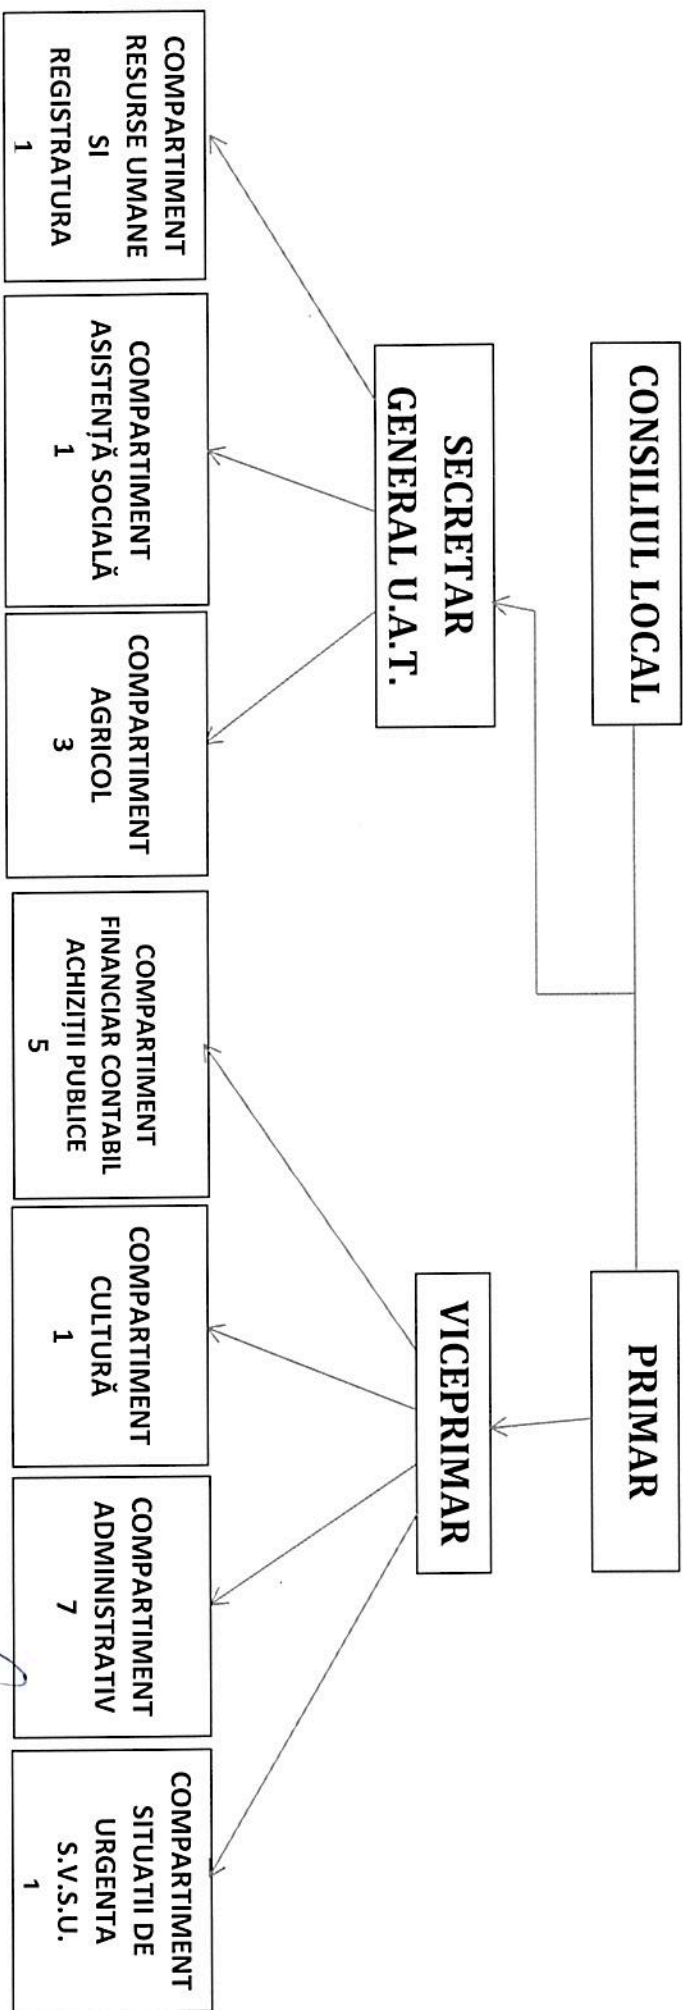 CONSILIUL LOCAL
PRIMAR
SECRETAR
GENERAL U.A.T.
VICEPRIMAR
COMPARTIMENT
RESURSE UMANE
SI
REGISTRATURA
1
COMPARTIMENT
ASISTENȚĂ SOCIALĂ
1
COMPARTIMENT
AGRICOL
3
COMPARTIMENT
FINANCIAR CONTABIL
ACHIZIȚII PUBLICE
5
COMPARTIMENT
CULTURĂ
1
COMPARTIMENT
ADMINISTRATIV
7
COMPARTIMENT
SITUATII DE
URGENTA
S.V.S.U.
1